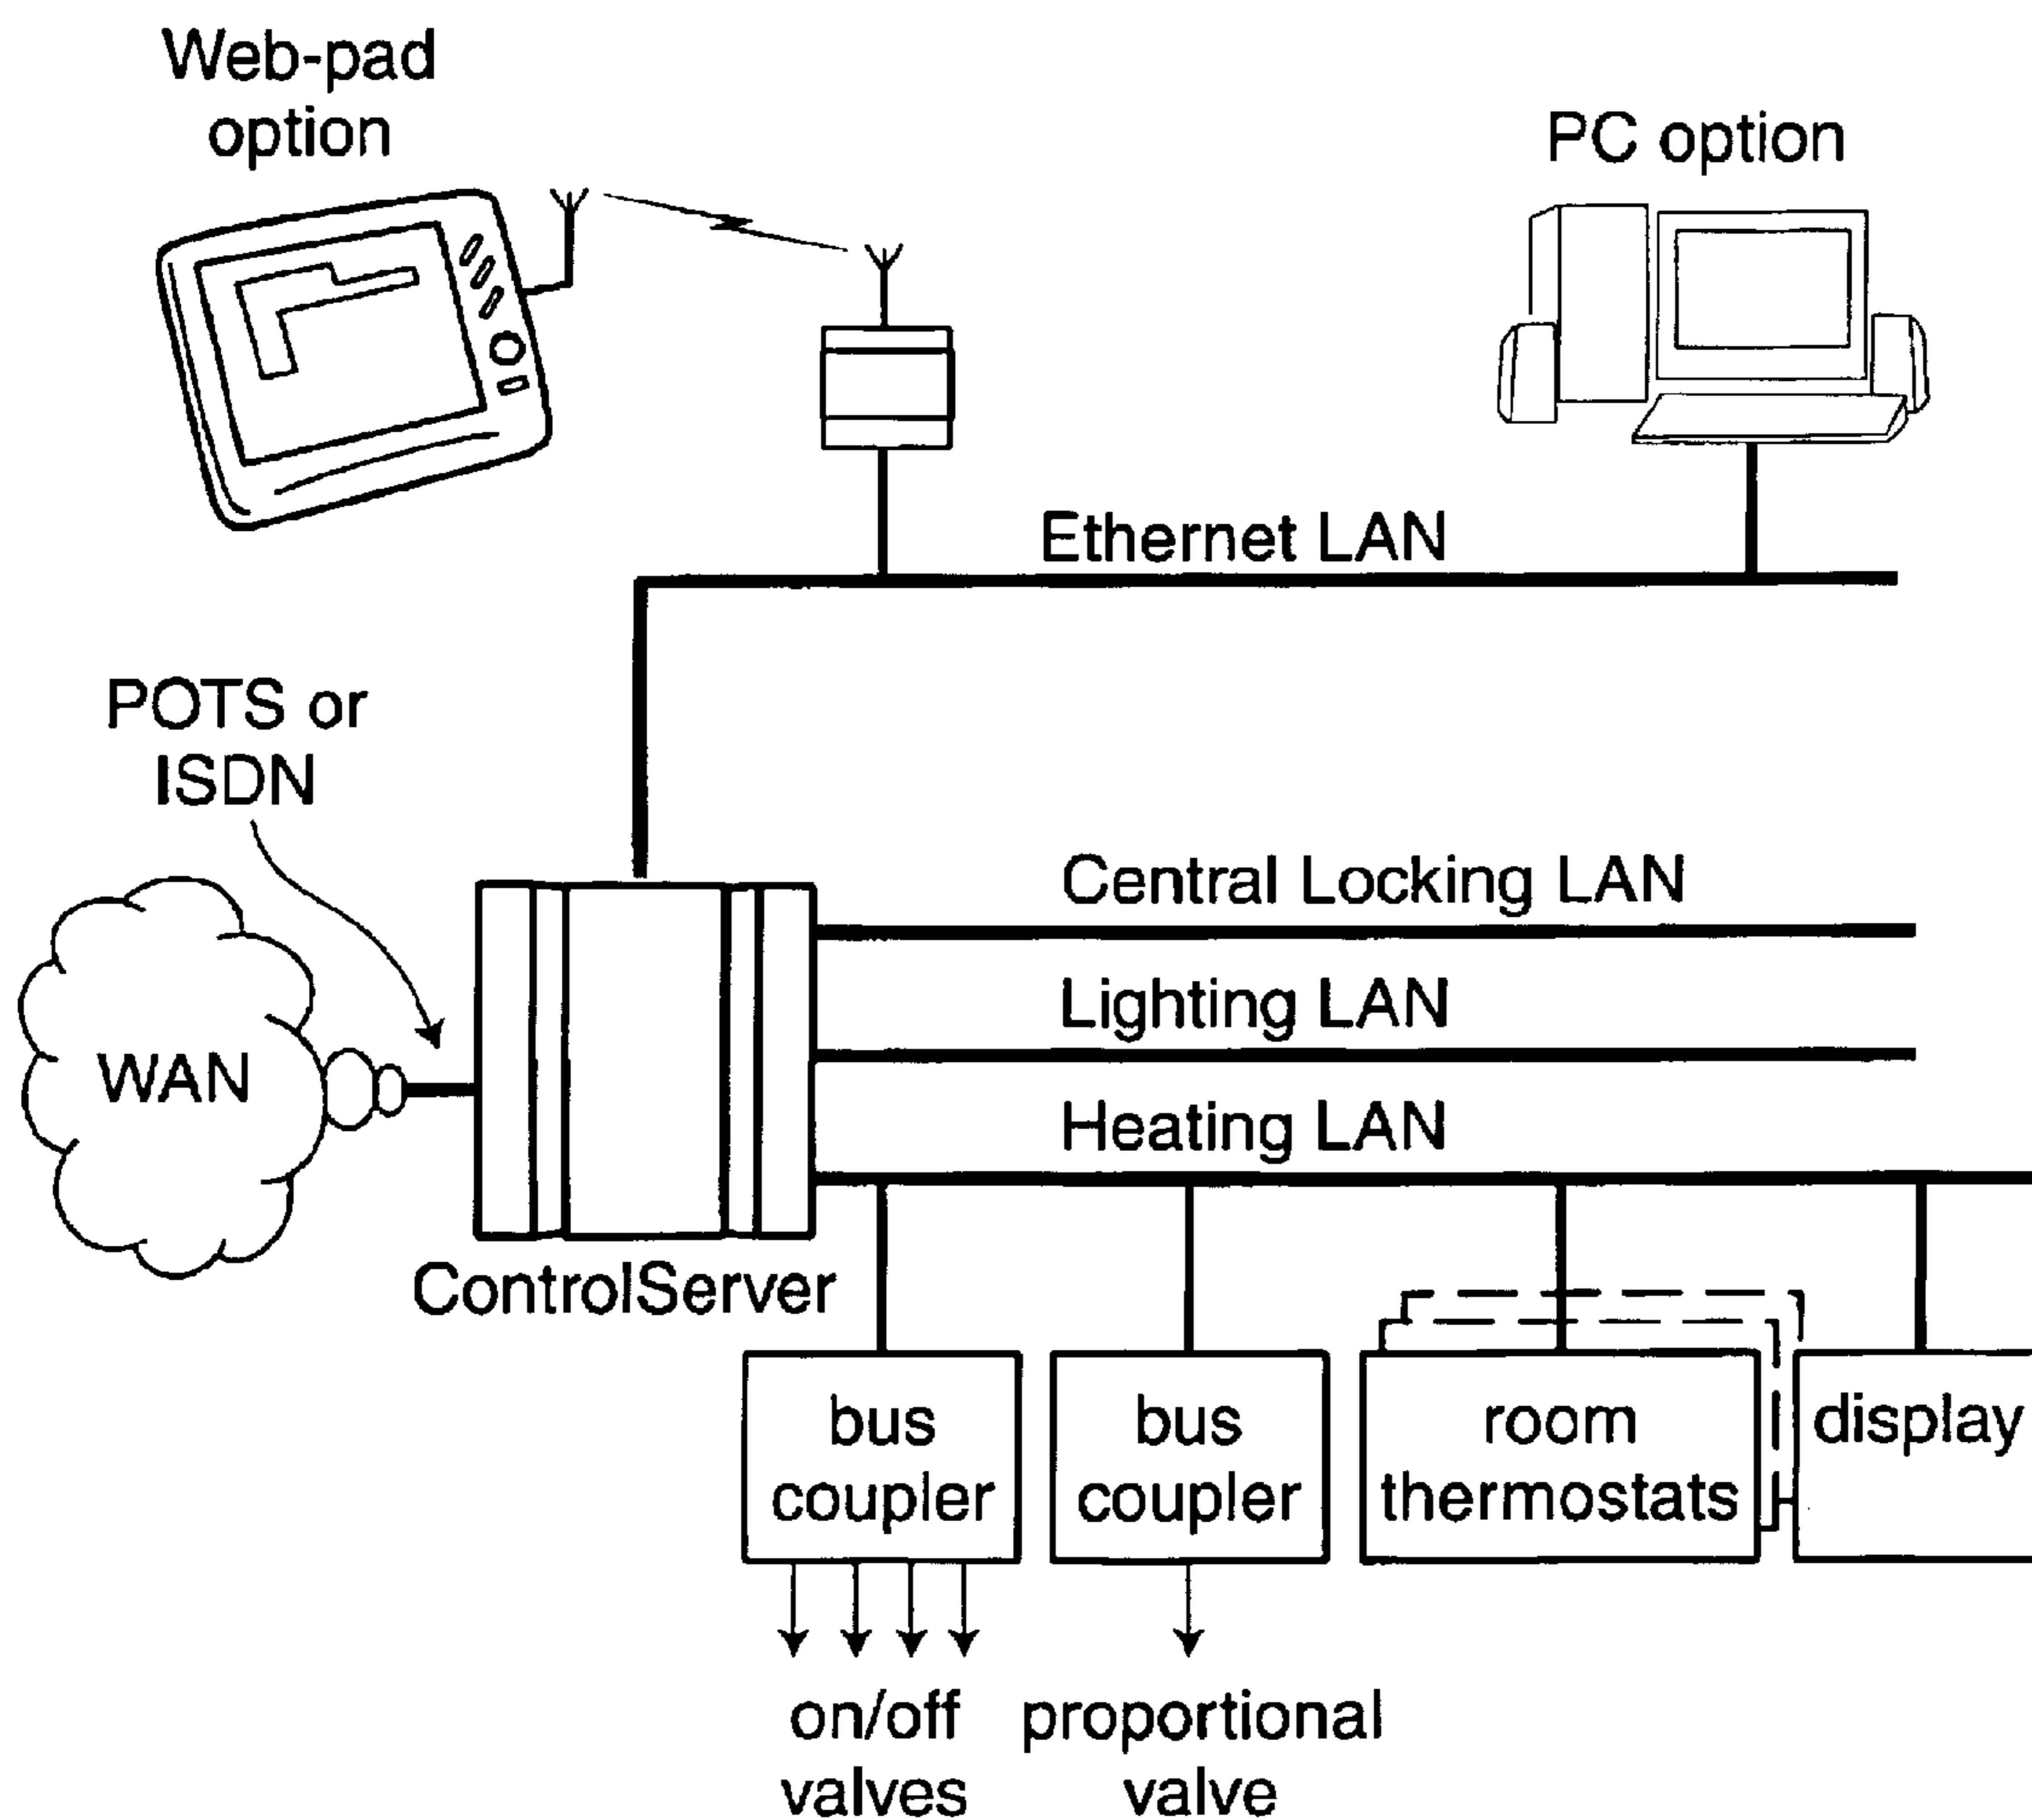 Web-pad
option
PC option
Ethernet LAN
POTS or
ISDN
Central Locking LAN
Lighting LAN
WAN
Heating LAN
ControlServer
bus
coupler
bus
coupler
room
thermostats
display
on/off
valves
proportional
valve